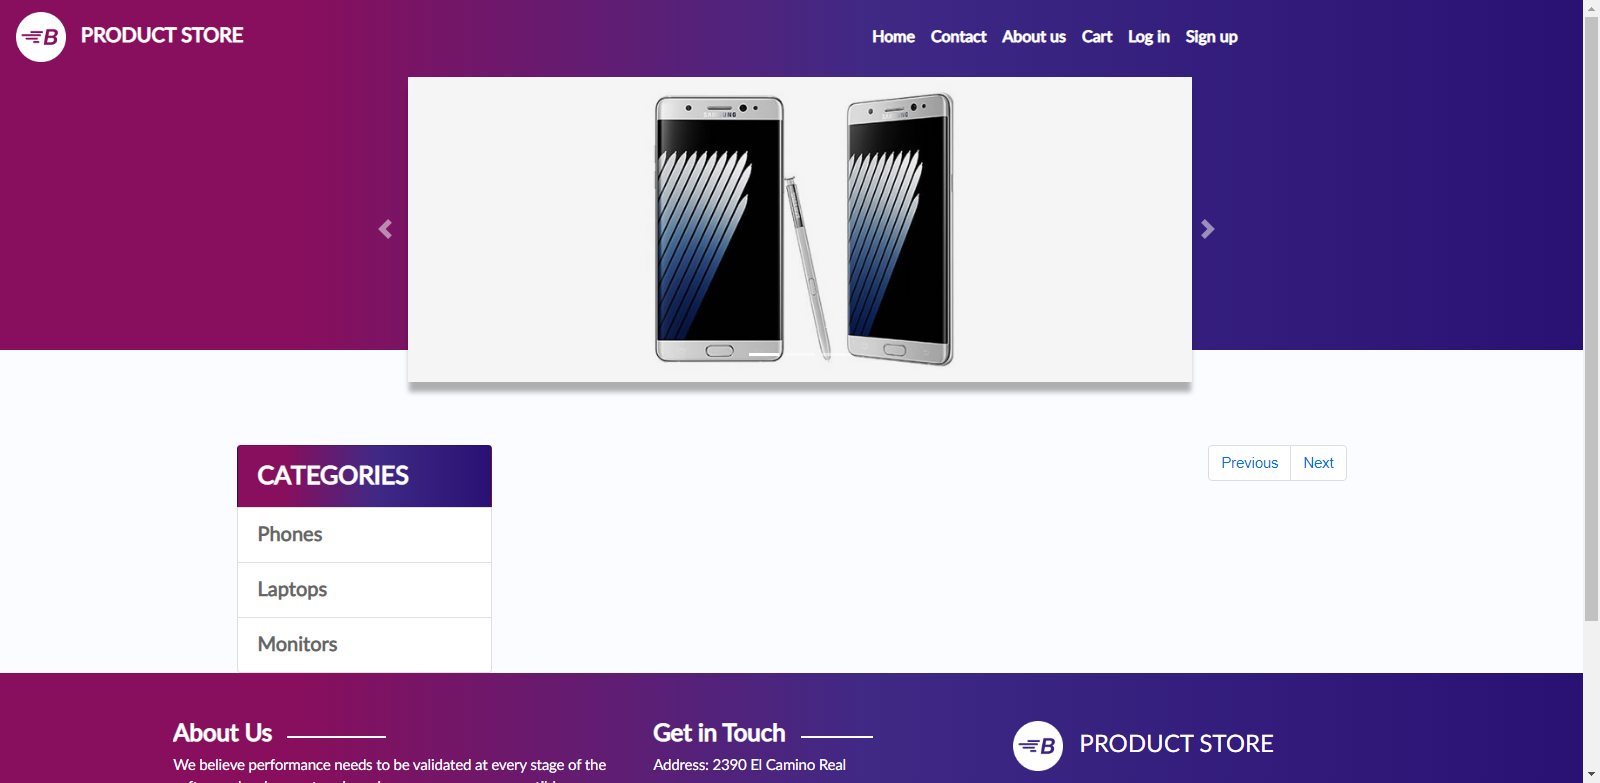 B PRODUCT STORE
Home Contact About us Cart Log in Sign up
SAMSUNG
CATEGORIES
Phones
Laptops
Monitors
Previous Next
About Us
We believe performance needs to be validated at every stage of the
Get in Touch
Address: 2390 El Camino Real
B PRODUCT STORE